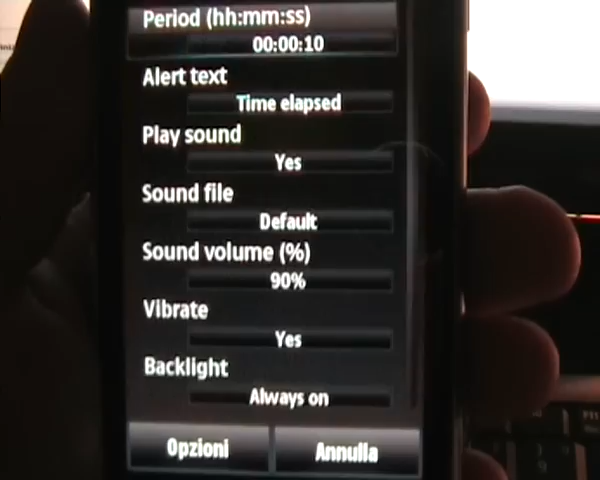 Period (hh:mm:ss)
00:00:10
Alert text
Time elapsed
Play sound
Yes
Sound file
Default
Sound volume (%)
90%
Vibrate
Yes
Backlight
Always on
Opzioni
Annulla